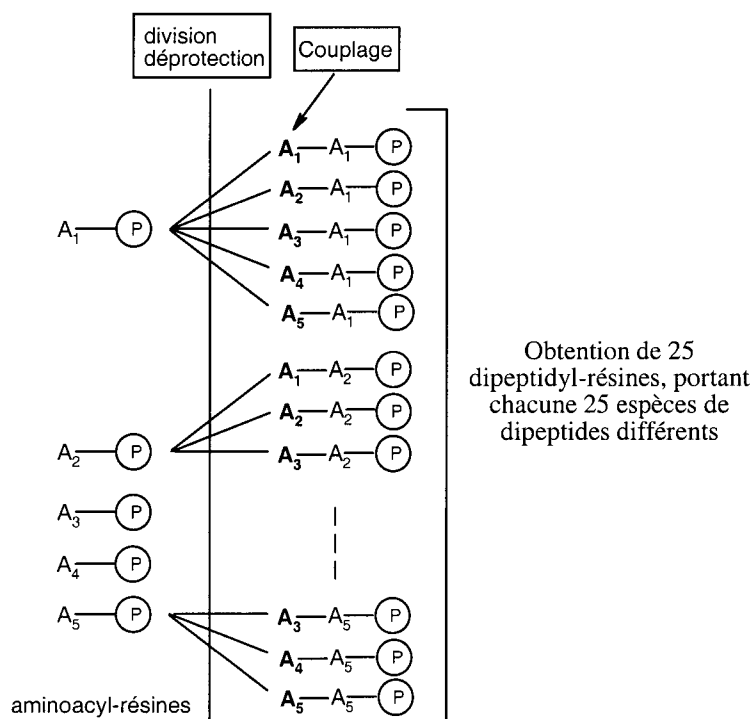 division
déprotection
Couplage
A1—A1—P
A2—A1—P
A1—P
A3—A1—P
A4—A1—P
A5—A1—P
A1—A2—P
A2—A2—P
A2—P
A3—A2—P
A3—P
A4—P
A5—P
A3—A5—P
A4—A5—P
A5—A5—P
aminoacyl-résines
Obtention de 25
dipeptidyl-résines, portant
chacune 25 espèces de
dipeptides différents